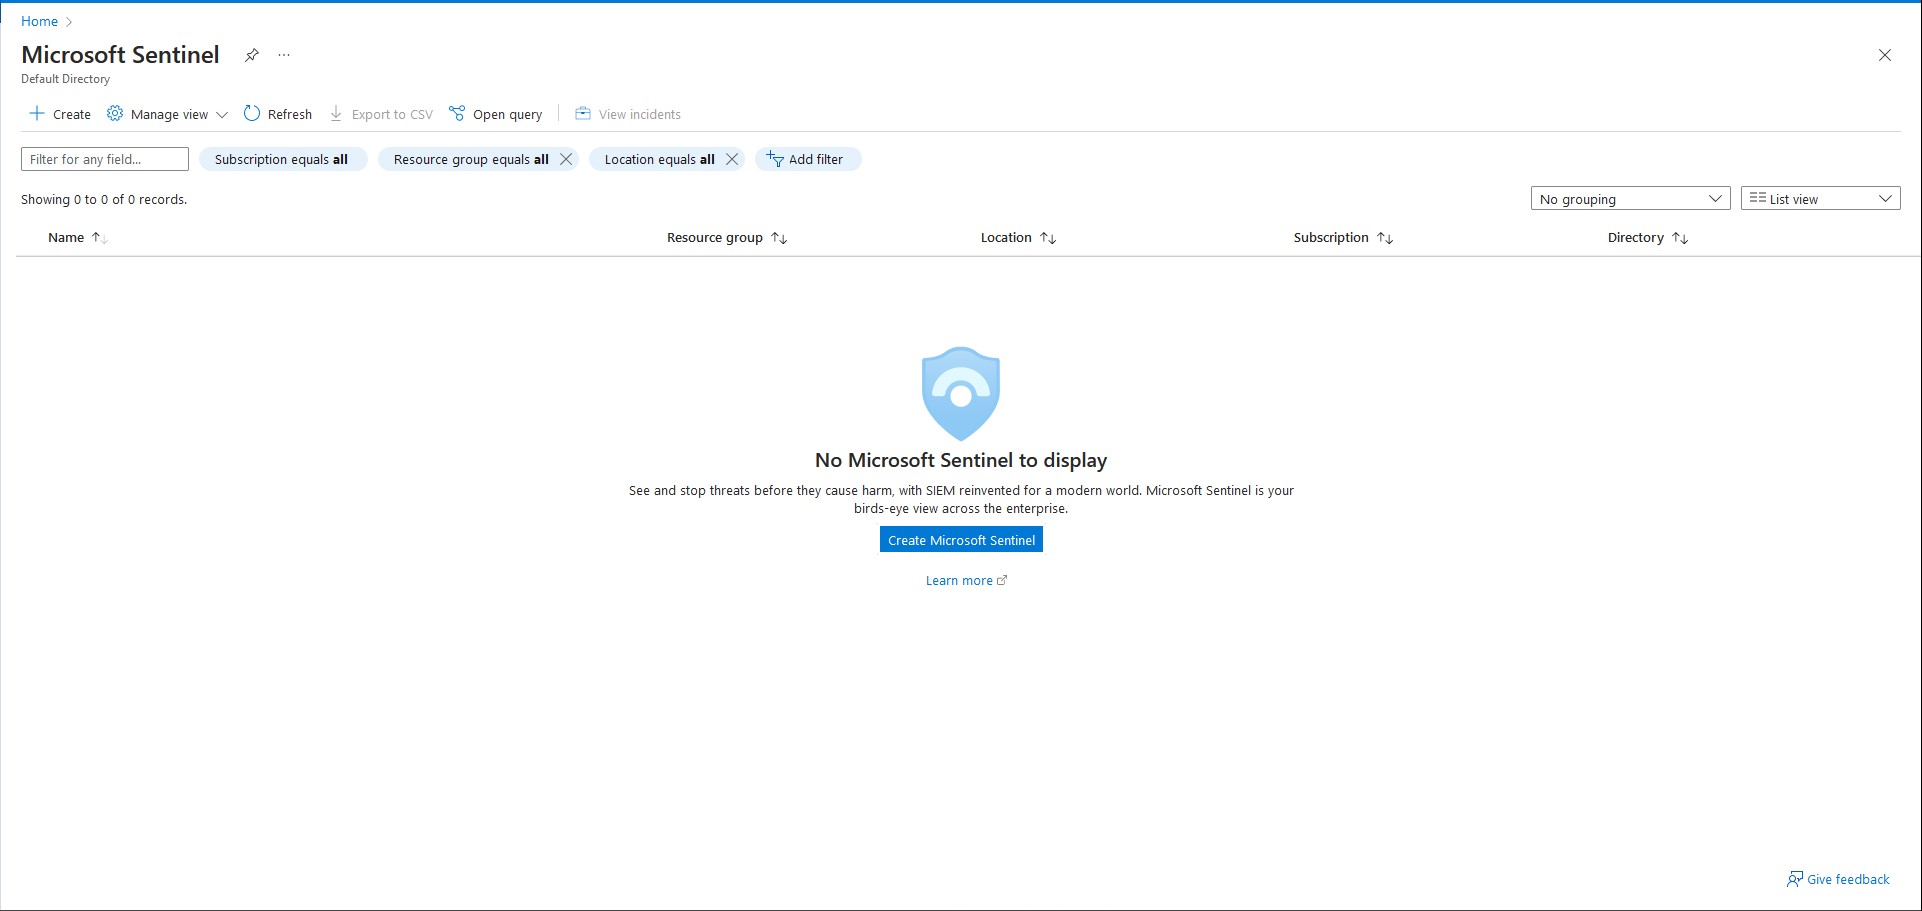 Home
Microsoft Sentinel
Default Directory
Create Manage view Refresh Export to CSV Open query View incidents
Filter for any field... Subscription equals all Resource group equals all Location equals all Add filter
Showing 0 to 0 of 0 records. No grouping List view
Name Resource group Location Subscription Directory
No Microsoft Sentinel to display
See and stop threats before they cause harm, with SIEM reinvented for a modern world. Microsoft Sentinel is your
birds-eye view across the enterprise.
Create Microsoft Sentinel
Learn more
Give feedback